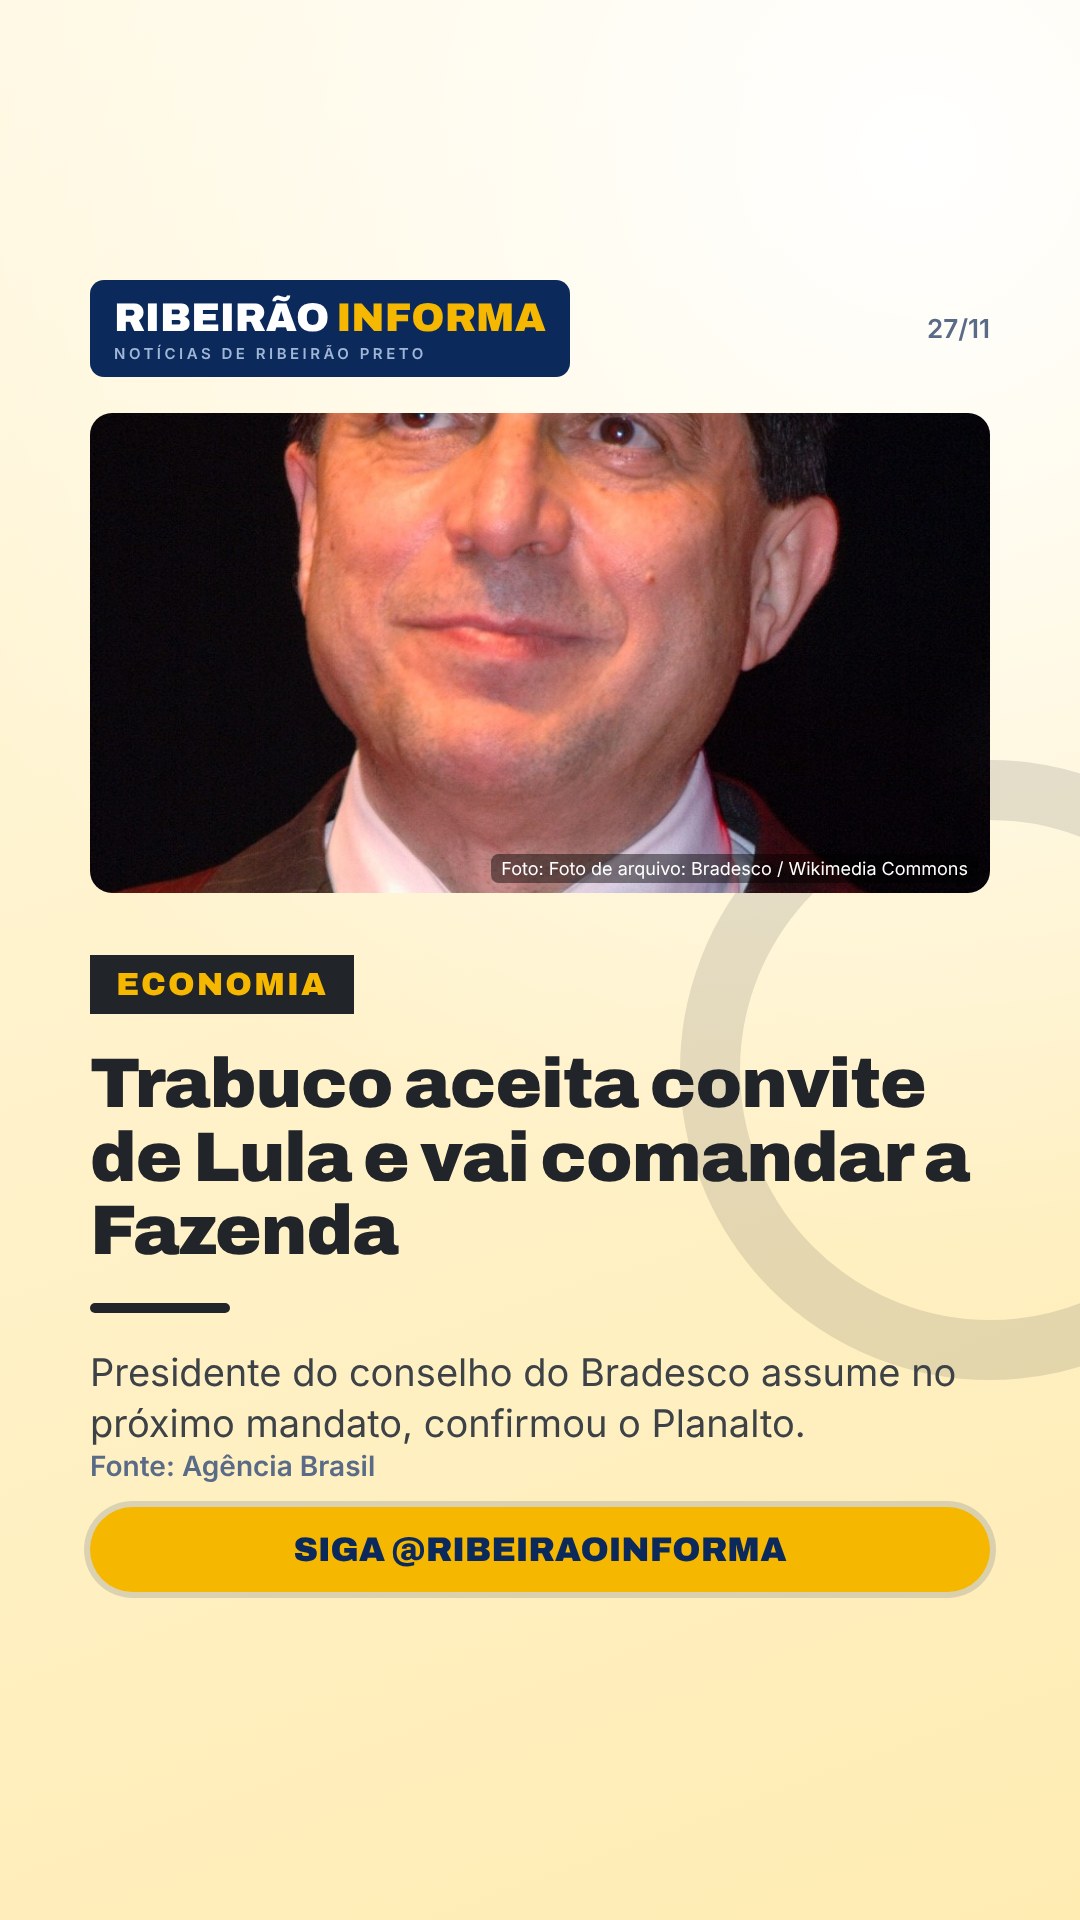 RIBEIRÃO INFORMA
NOTÍCIAS DE RIBEIRÃO PRETO
27/11
Foto: Foto de arquivo: Bradesco / Wikimedia Commons
ECONOMIA
Trabuco aceita convite
de Lula e vai comandar a
Fazenda
Presidente do conselho do Bradesco assume no
próximo mandato, confirmou o Planalto.
Fonte: Agência Brasil
SIGA @RIBEIRAOINFORMA